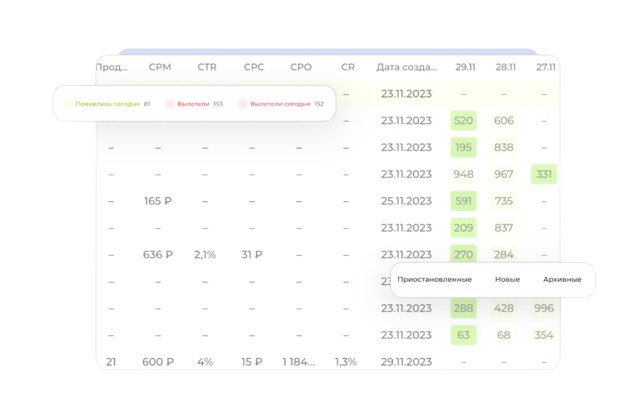 Прод... CPM CTR CPC CPO CR Дата созда... 29.11 28.11 27.11
– 23.11.2023 – – –
Появились сегодня 81 Вылетели 153 Вылетели сегодня 152
– 23.11.2023 520 606 –
– – – – – – 23.11.2023 195 838 –
– – – – – – 23.11.2023 948 967 331
– 165 ₽ – – – – 25.11.2023 591 735 –
– – – – – – 23.11.2023 209 837 –
– 636 ₽ 2,1% 31 ₽ – – 23.11.2023 270 284 –
– – – – – – 23
Приостановленные Новые Архивные
– – – – – – 23.11.2023 288 428 996
– – – – – – 23.11.2023 63 68 354
21 600 ₽ 4% 15 ₽ 1 184... 1,3% 29.11.2023 – – –